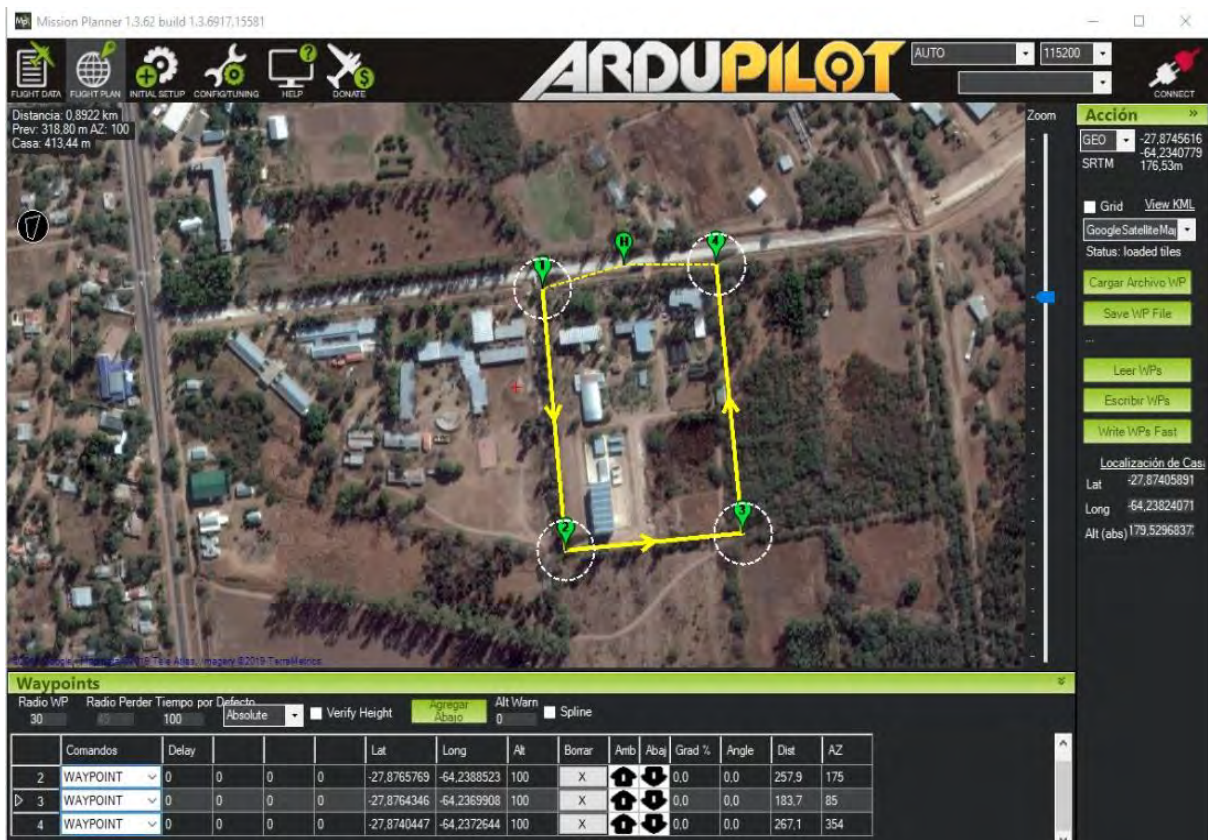 Mission Planner 1.3.62 build 1.3.6917.15581
FLIGHT DATA
FLIGHT PLAN
INITIAL SETUP
CONFIG/TUNING
HELP
DONATE
ARDUPILOT
AUTO
115200
CONNECT
Distancia: 0,8922 km
Prev: 318,80 m AZ: 100
Casa: 413,44 m
H
4
1
2
3
Zoom
Acción
GEO
-27,8745616
-64,2340779
SRTM
176,53m
Grid
View KML
GoogleSatelliteMap
Status: loaded tiles
Cargar Archivo WP
Save WP File
...
Leer WPs
Escribir WPs
Write WPs Fast
Localización de Casa
Lat
-27,87405891
Long
-64,23824071
Alt (abs)
179,5296837
Waypoints
Radio WP
Radio Perder
Tiempo por Defecto
Alt Warn
30
45
100
Absolute
Verify Height
Agregar Abajo
0
Spline
Comandos Delay Lat Long Alt Borrar Arrib Abaj Grad % Angle Dist AZ
2 WAYPOINT 0 0 0 0 -27,8765769 -64,2388523 100 X 0,0 0,0 257,9 175
3 WAYPOINT 0 0 0 0 -27,8764346 -64,2369908 100 X 0,0 0,0 183,7 85
4 WAYPOINT 0 0 0 0 -27,8740447 -64,2372644 100 X 0,0 0,0 267,1 354